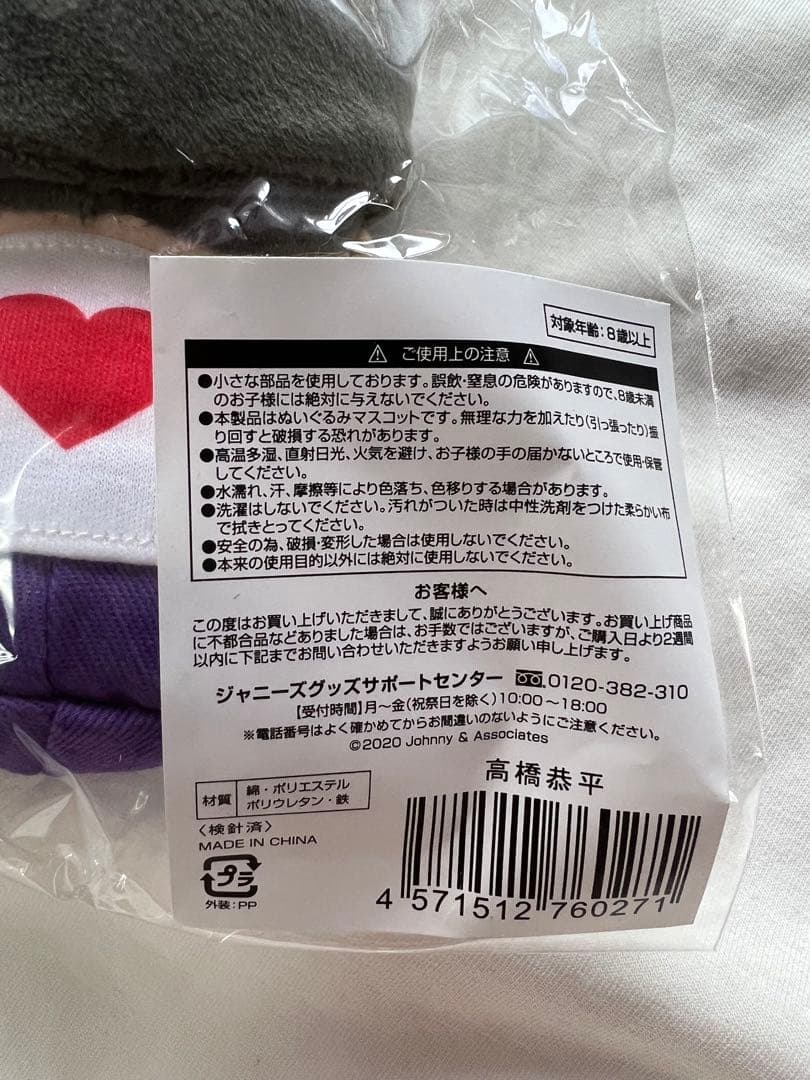 対象年齢:8歳以上
⚠ ご使用上の注意 ⚠
●小さな部品を使用しております。誤飲・窒息の危険がありますので、8歳未満
のお子様には絶対に与えないでください。
●本製品はぬいぐるみマスコットです。無理な力を加えたり(引っ張ったり)振
り回すと破損する恐れがあります。
●高温多湿、直射日光、火気を避け、お子様の手の届かないところで使用・保管
してください。
●水濡れ、汗、摩擦等により色落ち、色移りする場合があります。
●洗濯はしないでください。汚れがついた時は中性洗剤をつけた柔らかい布
で拭きとってください。
●安全の為、破損・変形した場合は使用しないでください。
●本来の使用目的以外には絶対に使用しないでください。
お客様へ
この度はお買い上げいただきまして、誠にありがとうございます。お買い上げ商品
に不都合品などありました場合は、お手数ではございますが、ご購入日より2週間
以内に下記までお問い合わせいただきますようお願い申し上げます。
ジャニーズグッズサポートセンター 0120-382-310
【受付時間】月〜金(祝祭日を除く)10:00〜18:00
※電話番号はよく確かめてからお間違いのないようにご注意ください。
©2020 Johnny & Associates
高橋恭平
材質 綿・ポリエステル
ポリウレタン・鉄
〈検針済〉
MADE IN CHINA
プラ
外装:PP
4 571512 760271